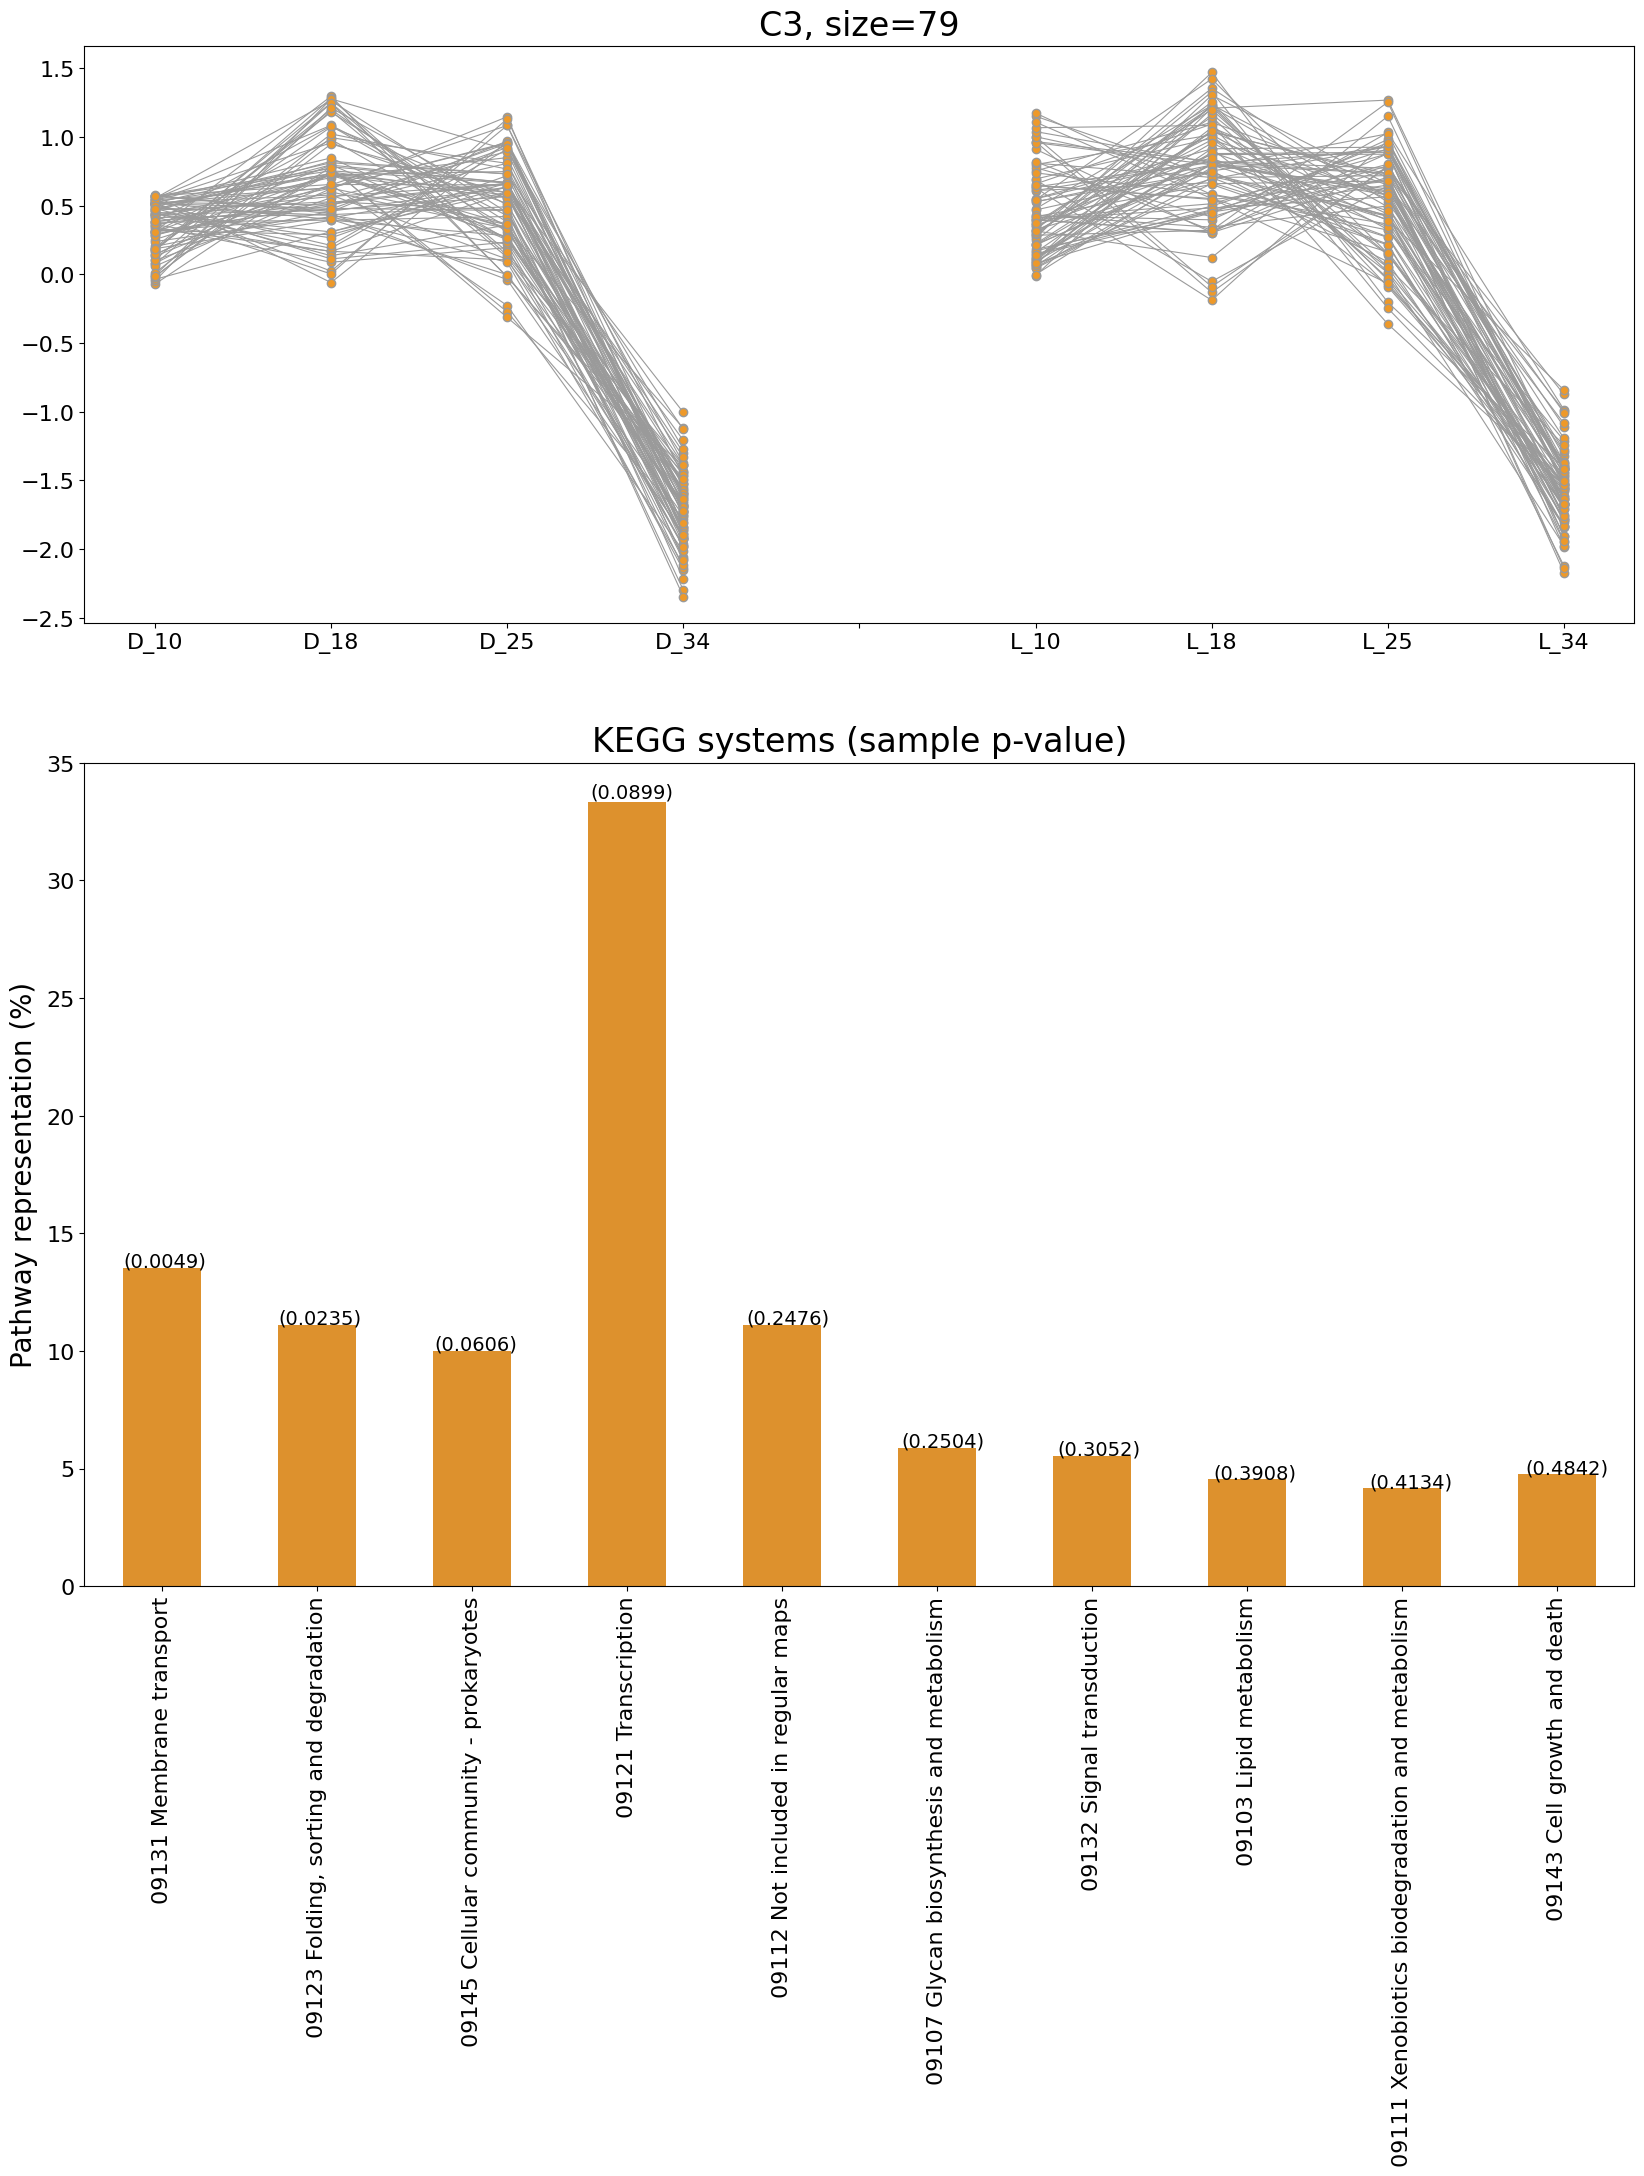 C3, size=79
1.5
1.0
0.5
0.0
−0.5
−1.0
−1.5
−2.0
−2.5
D_10 D_18 D_25 D_34 L_10 L_18 L_25 L_34
KEGG systems (sample p-value)
Pathway representation (%)
35
30
25
20
15
10
5
0
(0.0049)
(0.0235)
(0.0606)
(0.0899)
(0.2476)
(0.2504)
(0.3052)
(0.3908)
(0.4134)
(0.4842)
09131 Membrane transport
09123 Folding, sorting and degradation
09145 Cellular community - prokaryotes
09121 Transcription
09112 Not included in regular maps
09107 Glycan biosynthesis and metabolism
09132 Signal transduction
09103 Lipid metabolism
09111 Xenobiotics biodegradation and metabolism
09143 Cell growth and death